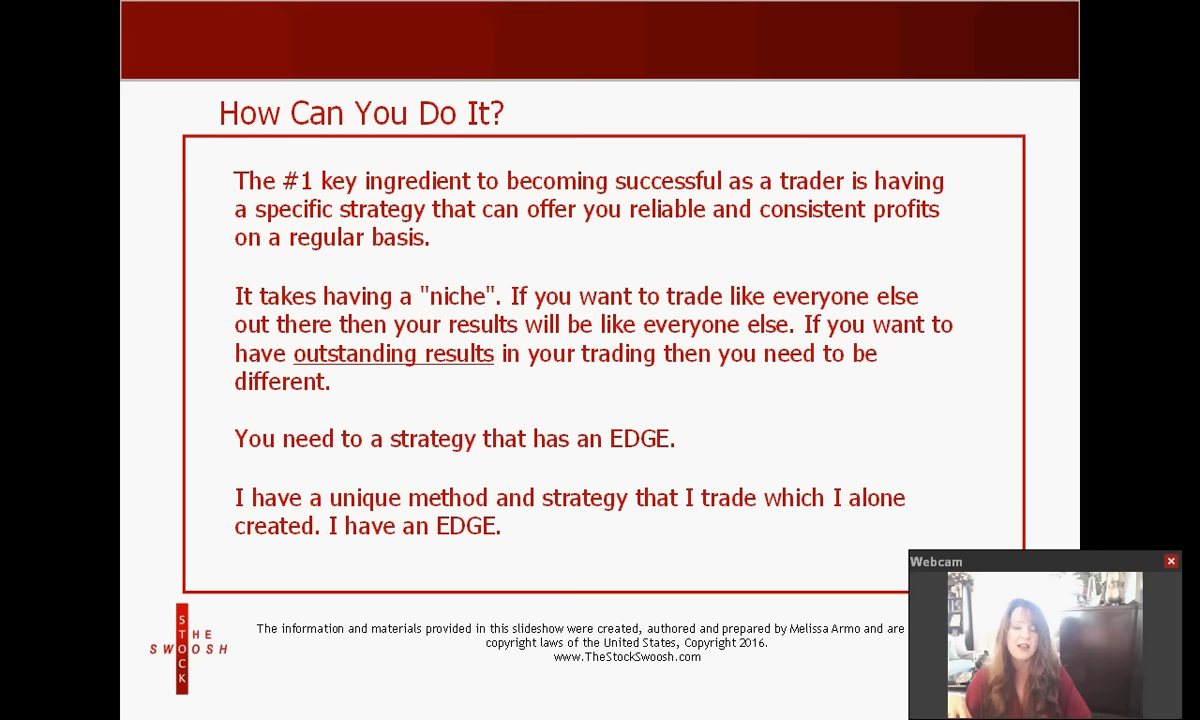 How Can You Do It?
The #1 key ingredient to becoming successful as a trader is having
a specific strategy that can offer you reliable and consistent profits
on a regular basis.
It takes having a "niche". If you want to trade like everyone else
out there then your results will be like everyone else. If you want to
have outstanding results in your trading then you need to be
different.
You need to a strategy that has an EDGE.
I have a unique method and strategy that I trade which I alone
created. I have an EDGE.
Webcam
THE
SWOOSH
STOCK
The information and materials provided in this slideshow were created, authored and prepared by Melissa Armo and are
copyright laws of the United States, Copyright 2016.
www.TheStockSwoosh.com